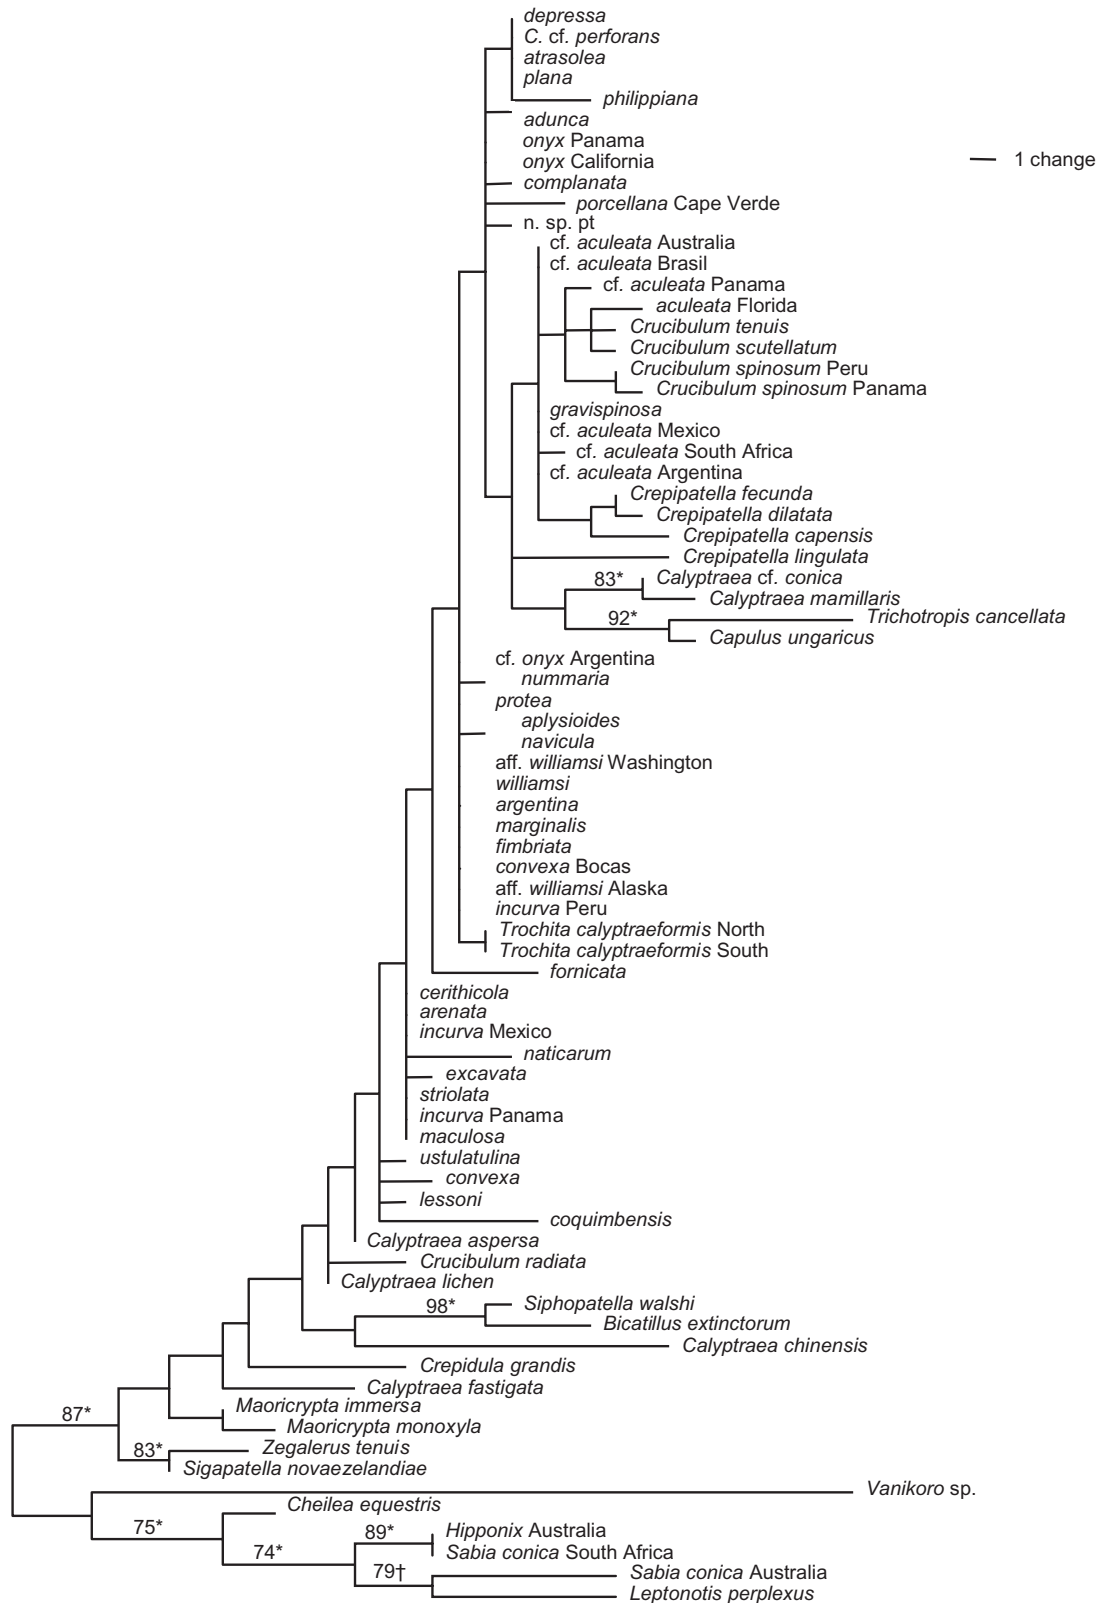 depressa
C. cf. perforans
atrasolea
plana
philippiana
adunca
onyx Panama
onyx California
1 change
complanata
porcellana Cape Verde
n. sp. pt
cf. aculeata Australia
cf. aculeata Brasil
cf. aculeata Panama
aculeata Florida
Crucibulum tenuis
Crucibulum scutellatum
Crucibulum spinosum Peru
Crucibulum spinosum Panama
gravispinosa
cf. aculeata Mexico
cf. aculeata South Africa
cf. aculeata Argentina
Crepipatella fecunda
Crepipatella dilatata
Crepipatella capensis
Crepipatella lingulata
83*
Calyptraea cf. conica
Calyptraea mamillaris
92*
Trichotropis cancellata
Capulus ungaricus
cf. onyx Argentina
nummaria
protea
aplysioides
navicula
aff. williamsi Washington
williamsi
argentina
marginalis
fimbriata
convexa Bocas
aff. williamsi Alaska
incurva Peru
Trochita calyptraeformis North
Trochita calyptraeformis South
fornicata
cerithicola
arenata
incurva Mexico
naticarum
excavata
striolata
incurva Panama
maculosa
ustulatulina
convexa
lessoni
coquimbensis
Calyptraea aspersa
Crucibulum radiata
Calyptraea lichen
98*
Siphopatella walshi
Bicatillus extinctorum
Calyptraea chinensis
Crepidula grandis
Calyptraea fastigata
Maoricrypta immersa
87*
Maoricrypta monoxyla
83*
Zegalerus tenuis
Sigapatella novaezelandiae
Vanikoro sp.
Cheilea equestris
75*
89*
Hipponix Australia
74*
Sabia conica South Africa
79†
Sabia conica Australia
Leptonotis perplexus